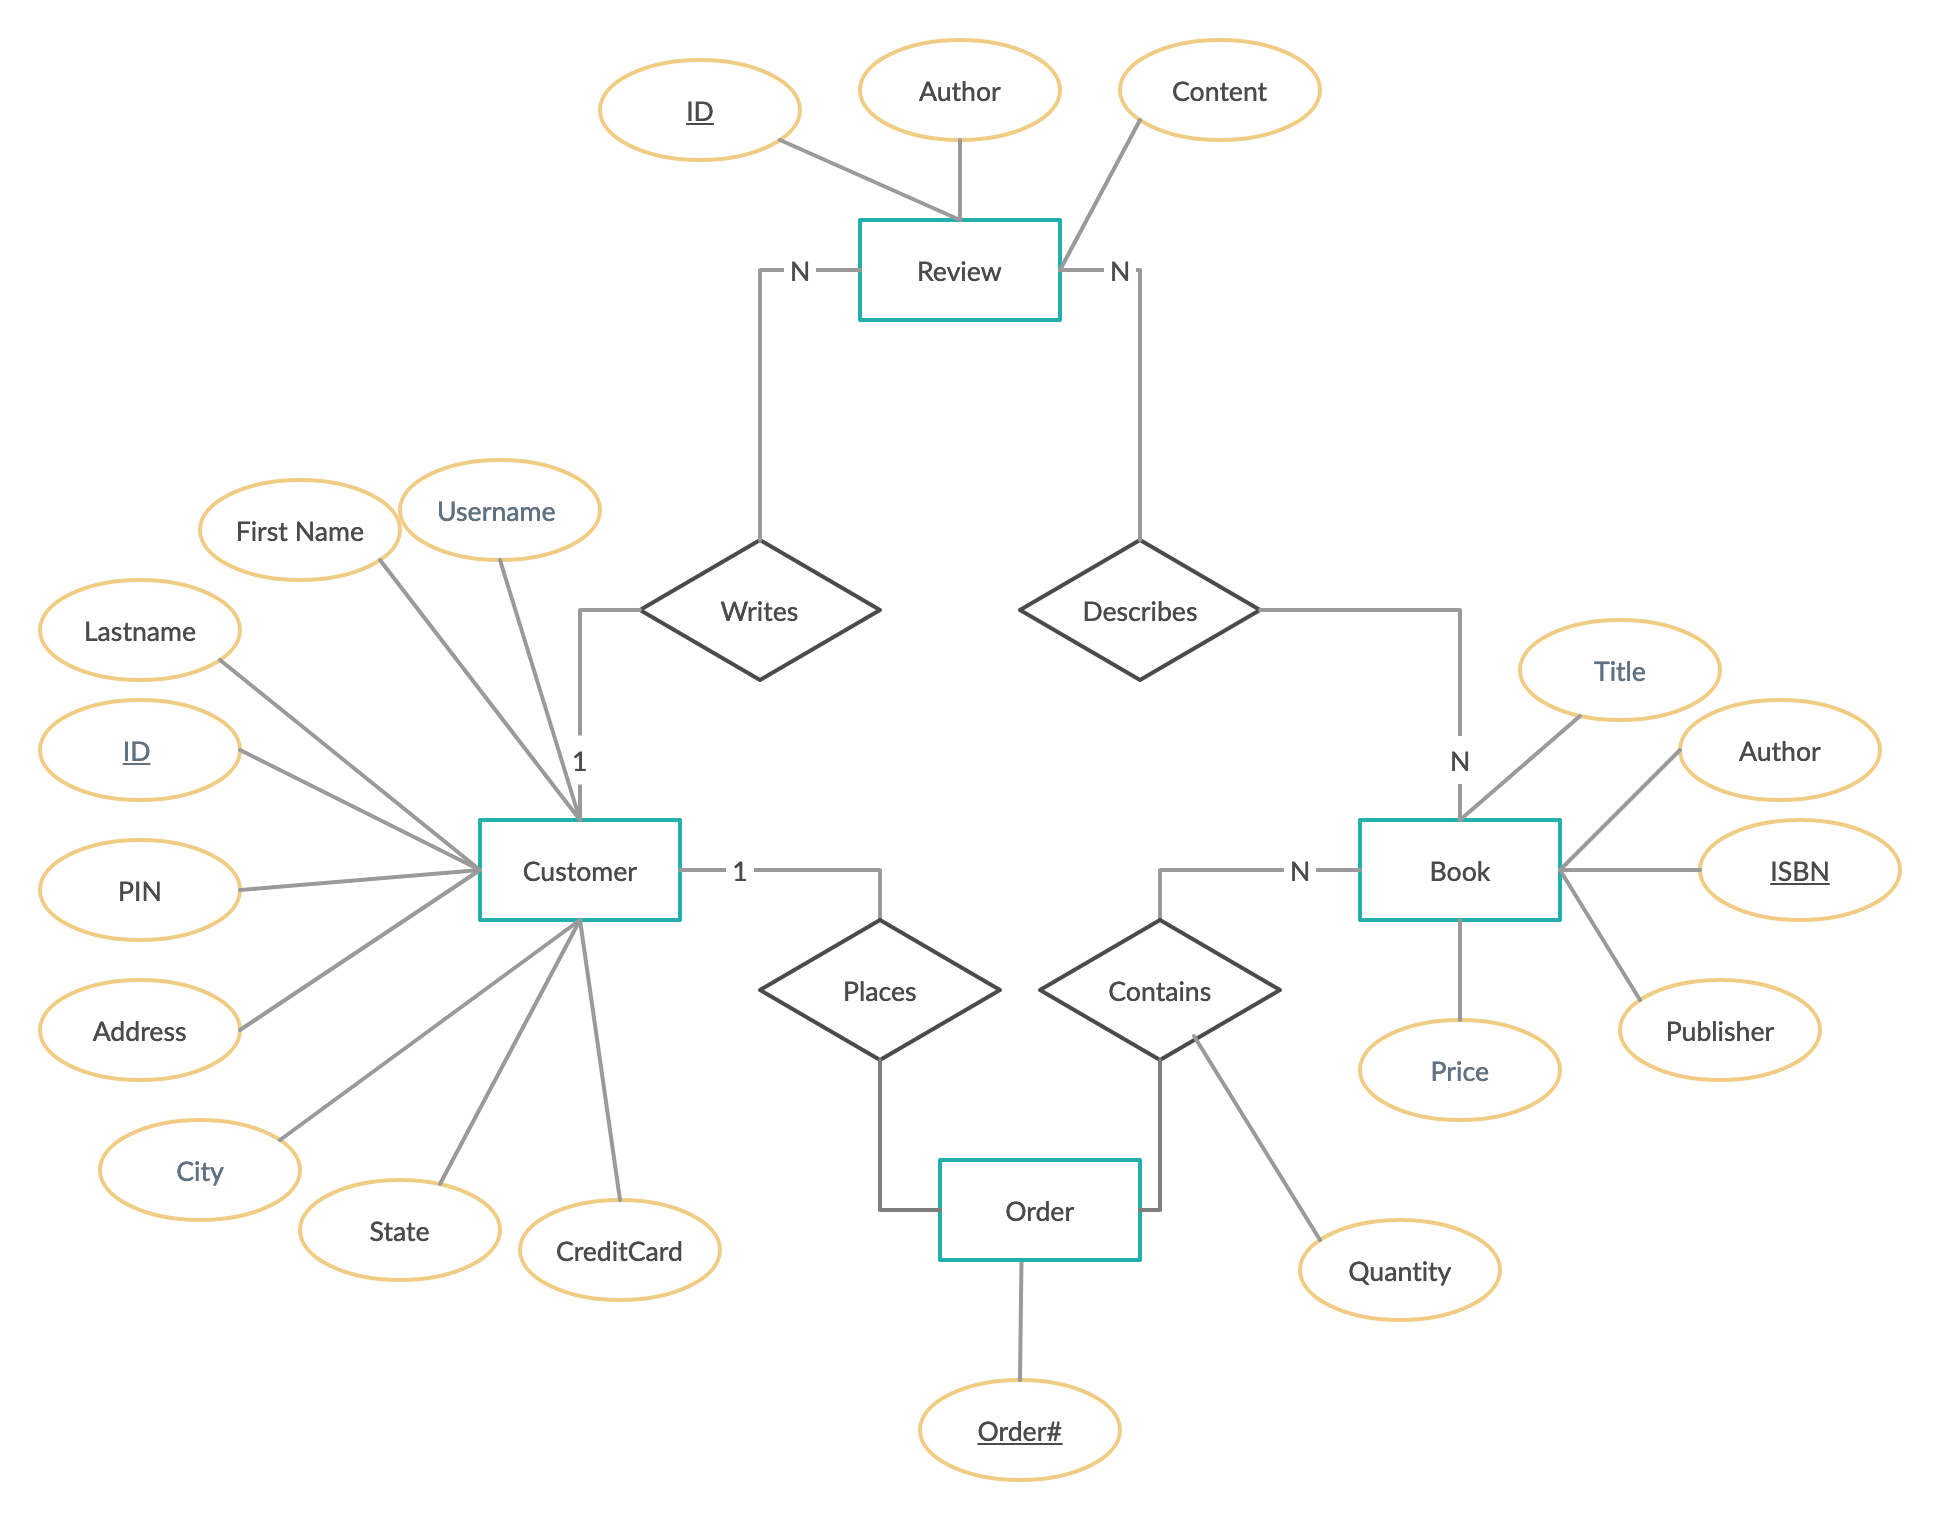 Author
Content
ID
N
Review
N
Username
First Name
Writes
Describes
Lastname
Title
ID
1
N
Author
Customer
1
N
Book
ISBN
PIN
Places
Contains
Address
Publisher
Price
City
Order
State
CreditCard
Quantity
Order#